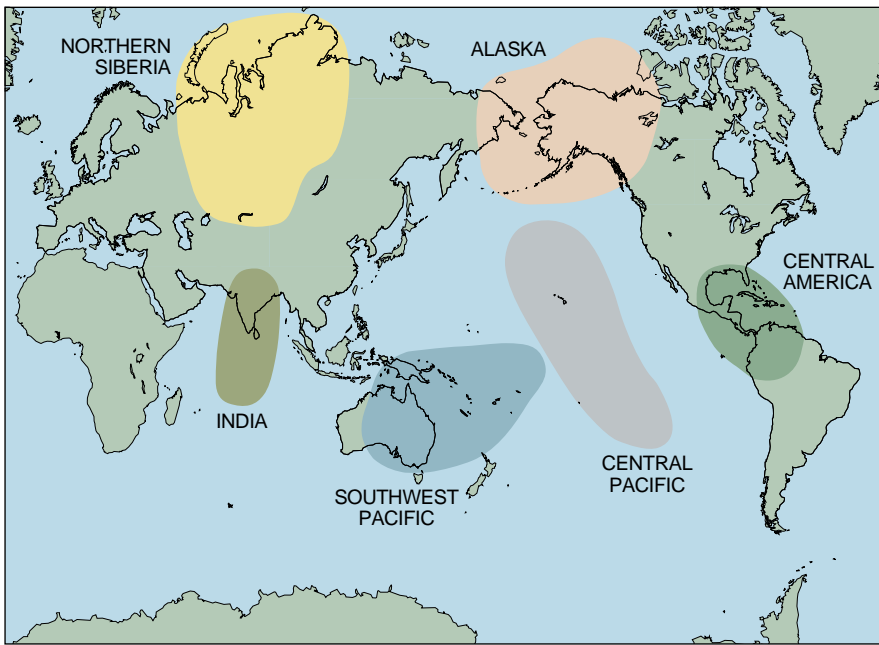 NORTHERN
SIBERIA
ALASKA
CENTRAL
AMERICA
INDIA
SOUTHWEST
PACIFIC
CENTRAL
PACIFIC